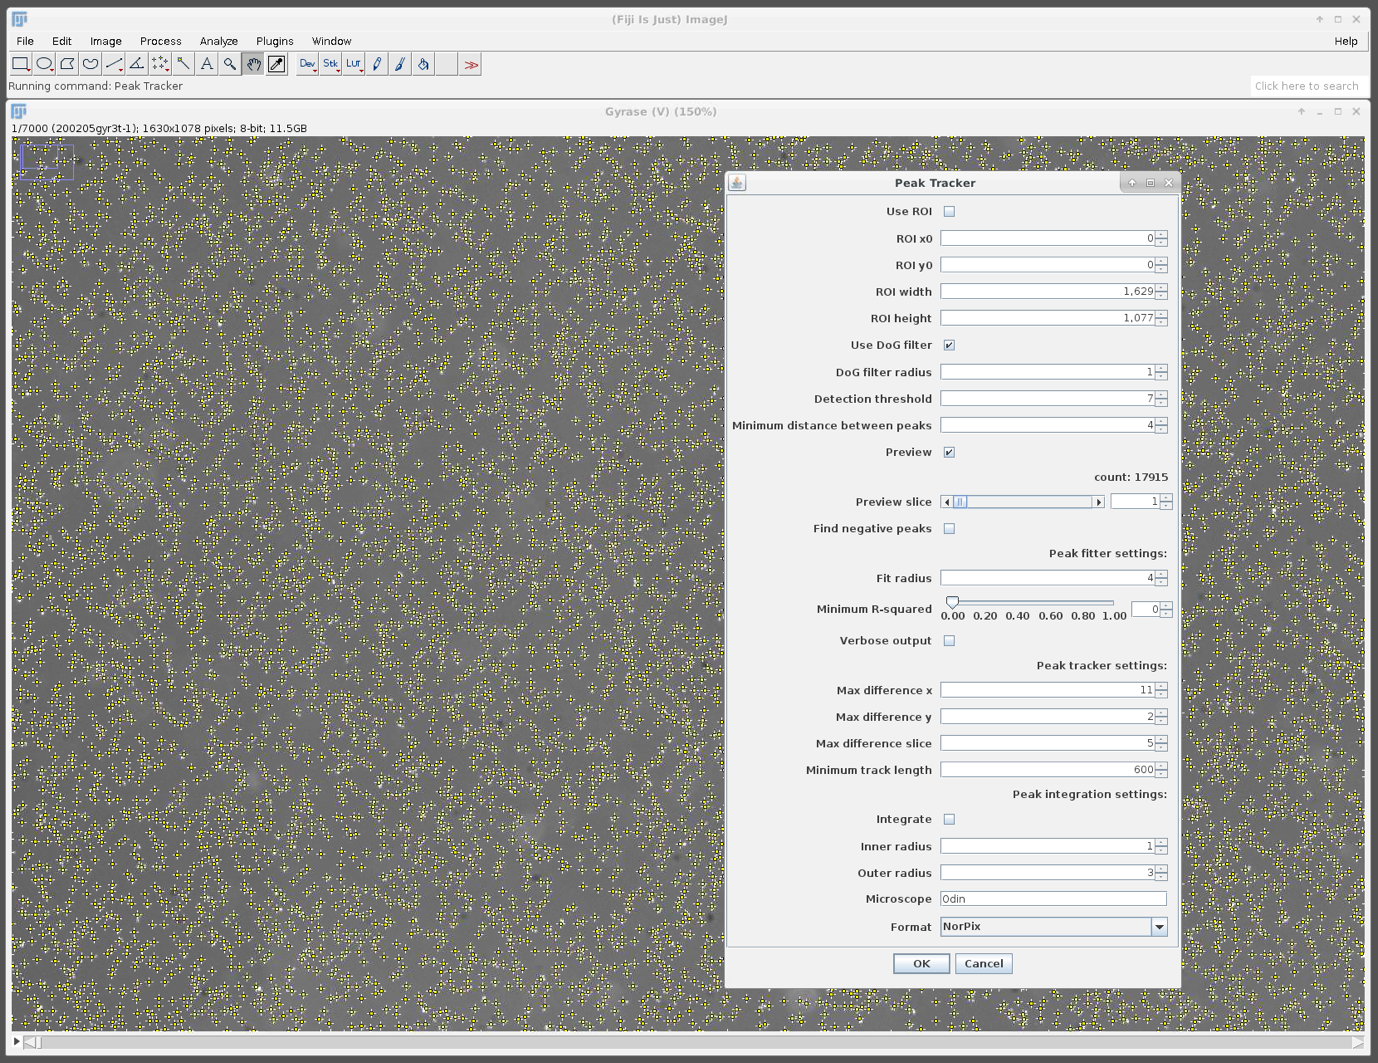 (Fiji Is Just) ImageJ
File Edit Image Process Analyze Plugins Window Help
Dev Stk LUT
Running command: Peak Tracker Click here to search
Gyrase (V) (150%)
1/7000 (200205gyr3t-1); 1630x1078 pixels; 8-bit; 11.5GB
Peak Tracker
Use ROI
ROI x0 0
ROI y0 0
ROI width 1,629
ROI height 1,077
Use DoG filter
DoG filter radius 1
Detection threshold 7
Minimum distance between peaks 4
Preview
count: 17915
Preview slice 1
Find negative peaks
Peak fitter settings:
Fit radius 4
Minimum R-squared 0
0.00 0.20 0.40 0.60 0.80 1.00
Verbose output
Peak tracker settings:
Max difference x 11
Max difference y 2
Max difference slice 5
Minimum track length 600
Peak integration settings:
Integrate
Inner radius 1
Outer radius 3
Microscope Odin
Format NorPix
OK Cancel